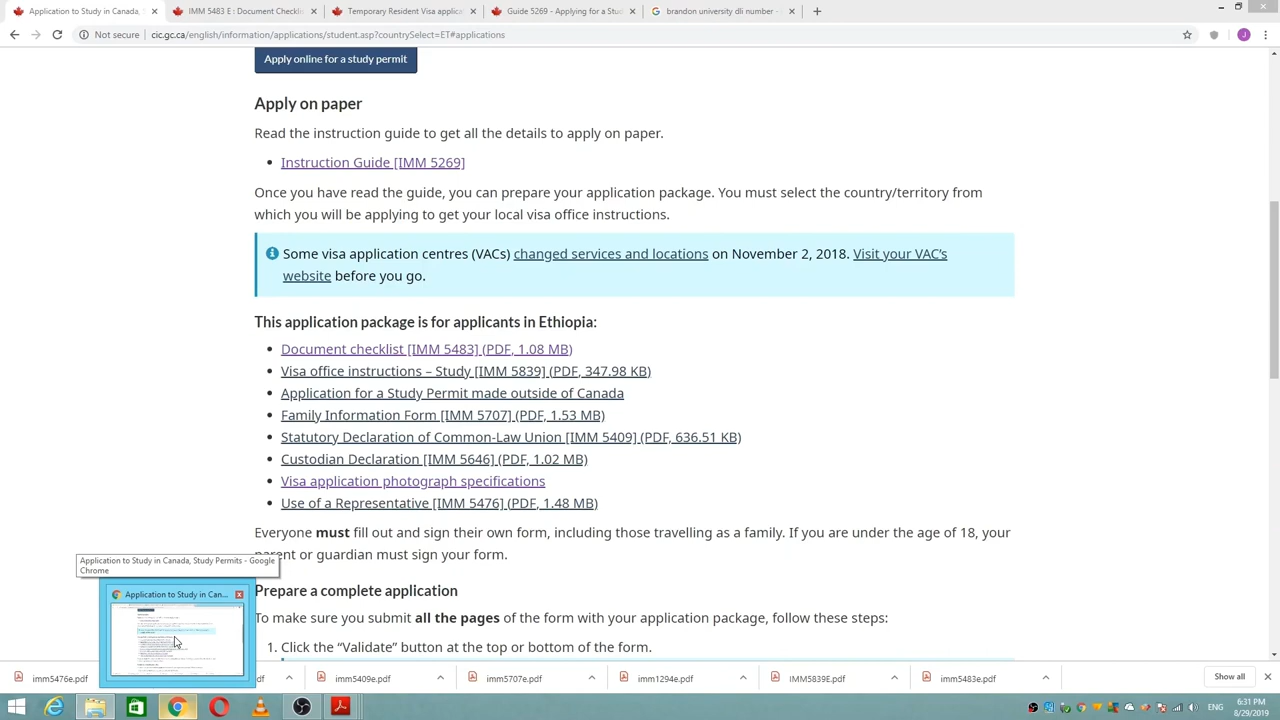 Application to Study in Canada, S
IMM 5483 E : Document Checklis
Temporary Resident Visa applicat
Guide 5269 - Applying for a Stud
brandon university dli number - G
Not secure | cic.gc.ca/english/information/applications/student.asp?countrySelect=ET#applications
J
Apply online for a study permit
Apply on paper
Read the instruction guide to get all the details to apply on paper.
• Instruction Guide [IMM 5269]
Once you have read the guide, you can prepare your application package. You must select the country/territory from
which you will be applying to get your local visa office instructions.
Some visa application centres (VACs) changed services and locations on November 2, 2018. Visit your VAC's
website before you go.
This application package is for applicants in Ethiopia:
• Document checklist [IMM 5483] (PDF, 1.08 MB)
• Visa office instructions – Study [IMM 5839] (PDF, 347.98 KB)
• Application for a Study Permit made outside of Canada
• Family Information Form [IMM 5707] (PDF, 1.53 MB)
• Statutory Declaration of Common-Law Union [IMM 5409] (PDF, 636.51 KB)
• Custodian Declaration [IMM 5646] (PDF, 1.02 MB)
• Visa application photograph specifications
• Use of a Representative [IMM 5476] (PDF, 1.48 MB)
Everyone must fill out and sign their own form, including those travelling as a family. If you are under the age of 18, your
parent or guardian must sign your form.
Application to Study in Canada, Study Permits - Google
Chrome
Application to Study in Can...
Prepare a complete application
To make sure you submit all the pages of the form with your application package, follow these steps:
1. Click the “Validate” button at the top or bottom of the form.
imm5476e.pdf
df
imm5409e.pdf
imm5707e.pdf
imm1294e.pdf
IMM5839E.pdf
imm5483e.pdf
Show all
ENG
6:31 PM
8/29/2019